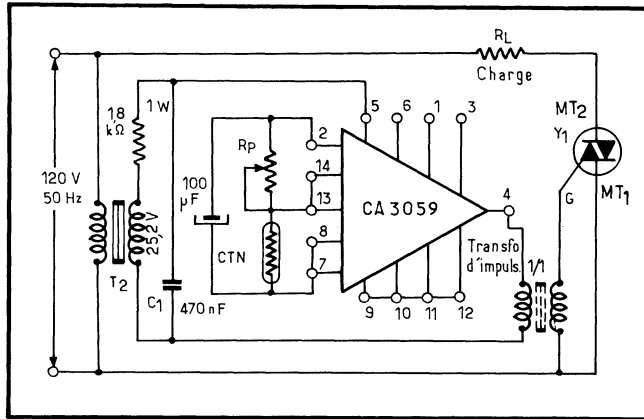 RL
Charge
1,8 kΩ
1 W
5
6
1
3
MT2
Y1
2
RP
14
100 µF
13
CA 3059
4
G
MT1
120 V
50 Hz
25,2 V
CTN
8
7
Transfo d'impuls.
1/1
T2
C1
470 nF
9
10
11
12